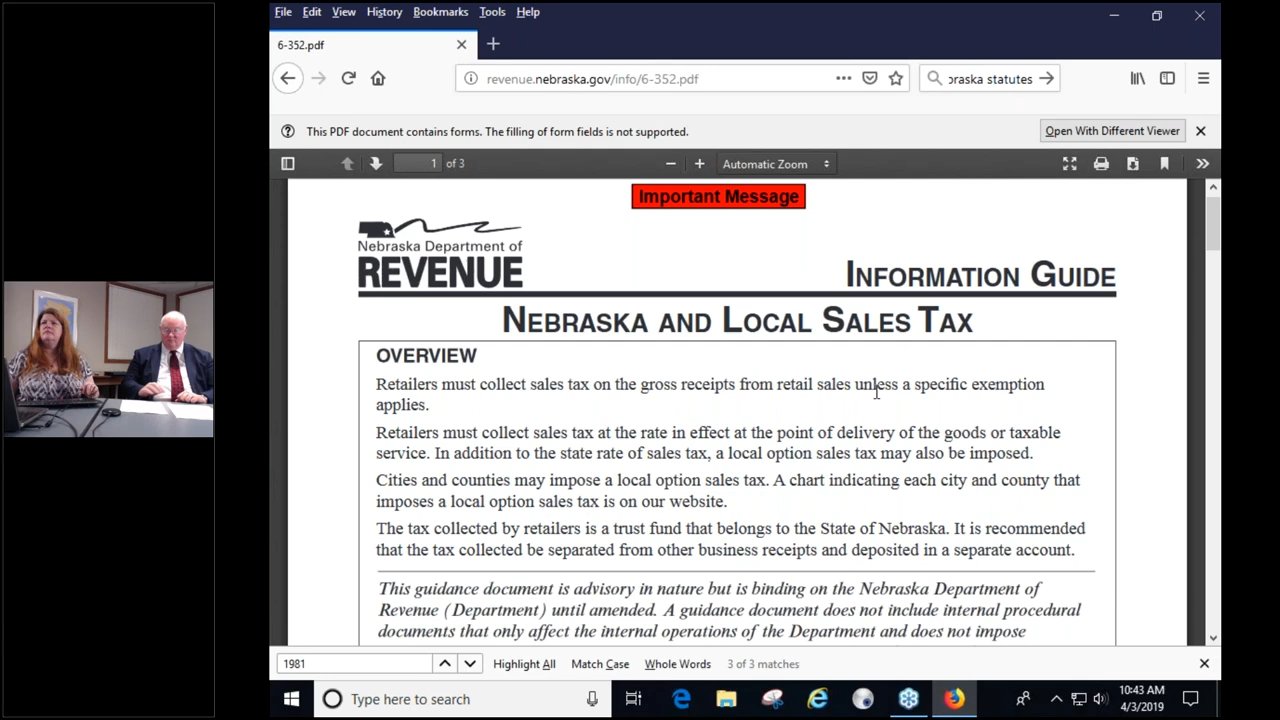 File Edit View History Bookmarks Tools Help
6-352.pdf
revenue.nebraska.gov/info/6-352.pdf
braska statutes
This PDF document contains forms. The filling of form fields is not supported.
Open With Different Viewer
1 of 3
Automatic Zoom
Important Message
Nebraska Department of
REVENUE
INFORMATION GUIDE
NEBRASKA AND LOCAL SALES TAX
OVERVIEW
Retailers must collect sales tax on the gross receipts from retail sales unless a specific exemption
applies.
Retailers must collect sales tax at the rate in effect at the point of delivery of the goods or taxable
service. In addition to the state rate of sales tax, a local option sales tax may also be imposed.
Cities and counties may impose a local option sales tax. A chart indicating each city and county that
imposes a local option sales tax is on our website.
The tax collected by retailers is a trust fund that belongs to the State of Nebraska. It is recommended
that the tax collected be separated from other business receipts and deposited in a separate account.
This guidance document is advisory in nature but is binding on the Nebraska Department of
Revenue (Department) until amended. A guidance document does not include internal procedural
documents that only affect the internal operations of the Department and does not impose
1981
Highlight All Match Case Whole Words 3 of 3 matches
Type here to search
10:43 AM
4/3/2019